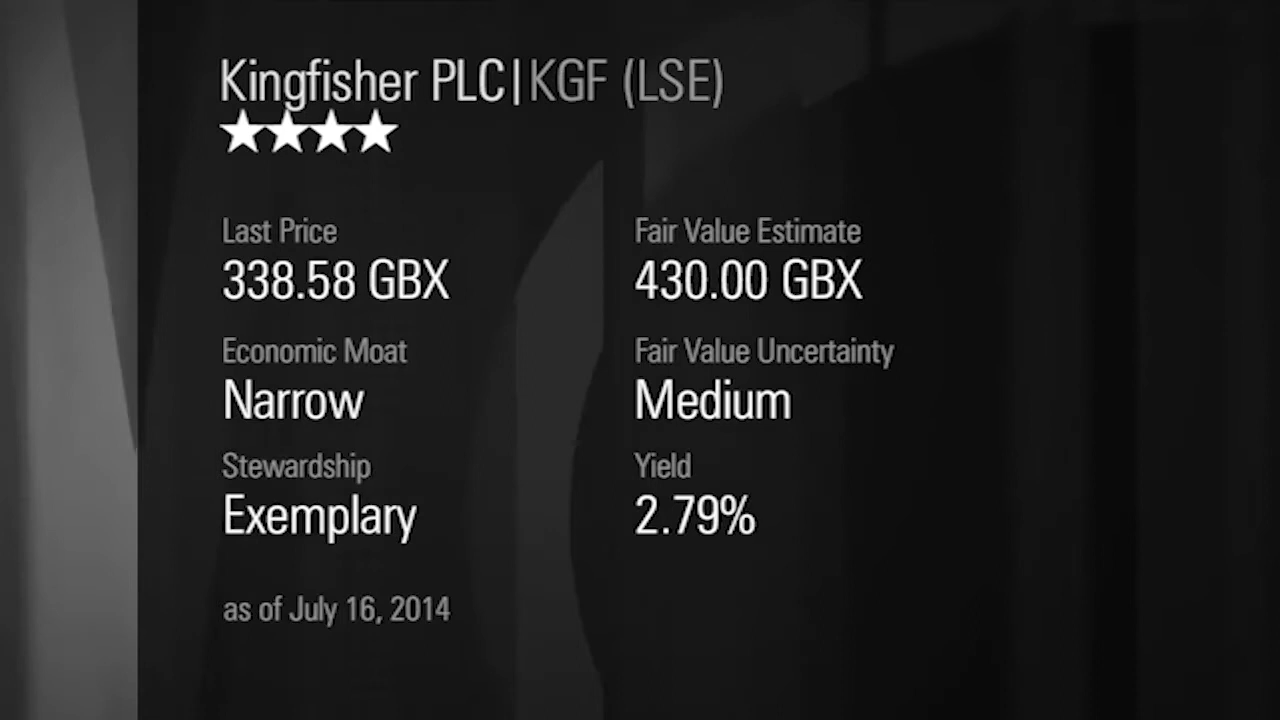 Kingfisher PLC|KGF (LSE)
★★★★
Last Price
338.58 GBX
Fair Value Estimate
430.00 GBX
Economic Moat
Narrow
Fair Value Uncertainty
Medium
Stewardship
Exemplary
Yield
2.79%
as of July 16, 2014